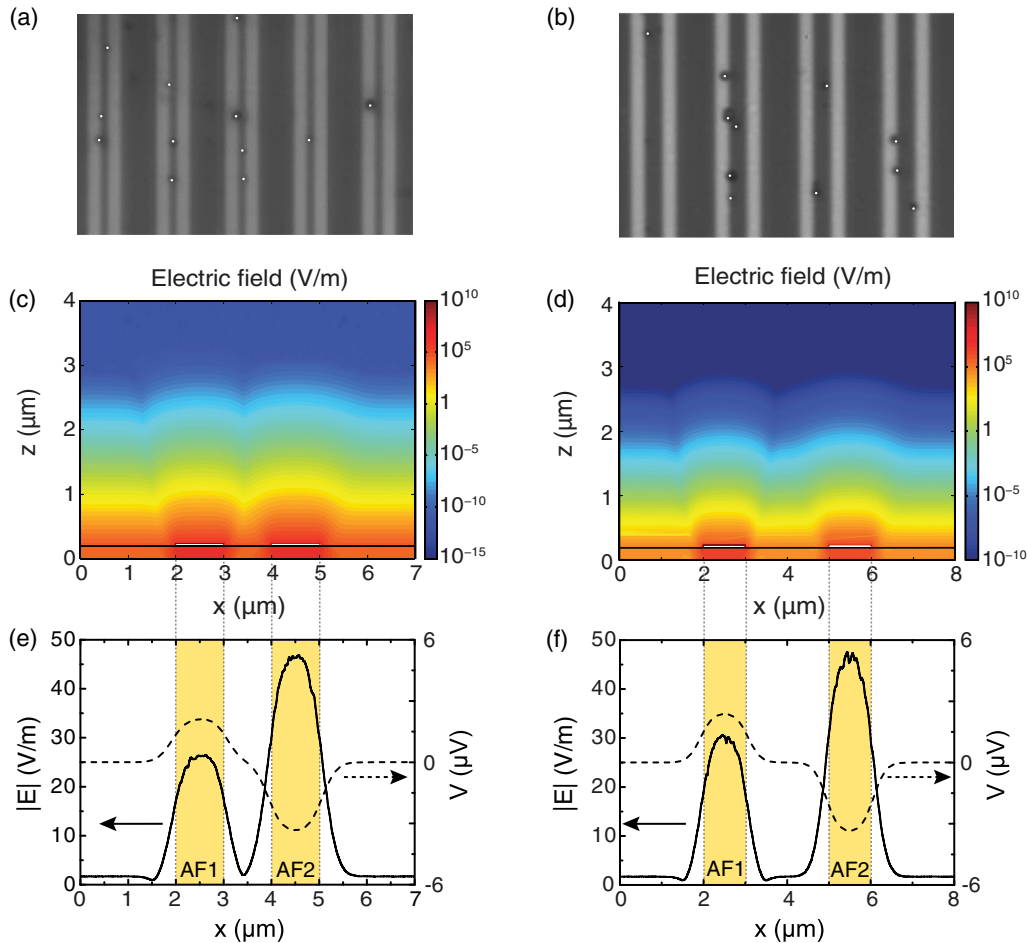 (a)
(b)
Electric field (V/m)
Electric field (V/m)
(c)
(d)
4
3
2
1
0
z (µm)
0 1 2 3 4 5 6 7
x (µm)
10^10
10^5
1
10^-5
10^-10
10^-15
4
3
2
1
0
z (µm)
0 2 4 6 8
x (µm)
10^10
10^5
1
10^-5
10^-10
(e)
50
40
30
20
10
0
|E| (V/m)
AF1 AF2
6
0
-6
V (µV)
0 1 2 3 4 5 6 7
x (µm)
(f)
50
40
30
20
10
0
|E| (V/m)
AF1 AF2
6
0
-6
V (µV)
0 2 4 6 8
x (µm)